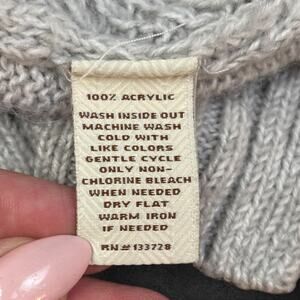 100% ACRYLIC
WASH INSIDE OUT
MACHINE WASH
COLD WITH
LIKE COLORS
GENTLE CYCLE
ONLY NON-
CHLORINE BLEACH
WHEN NEEDED
DRY FLAT
WARM IRON
IF NEEDED
RN#133728